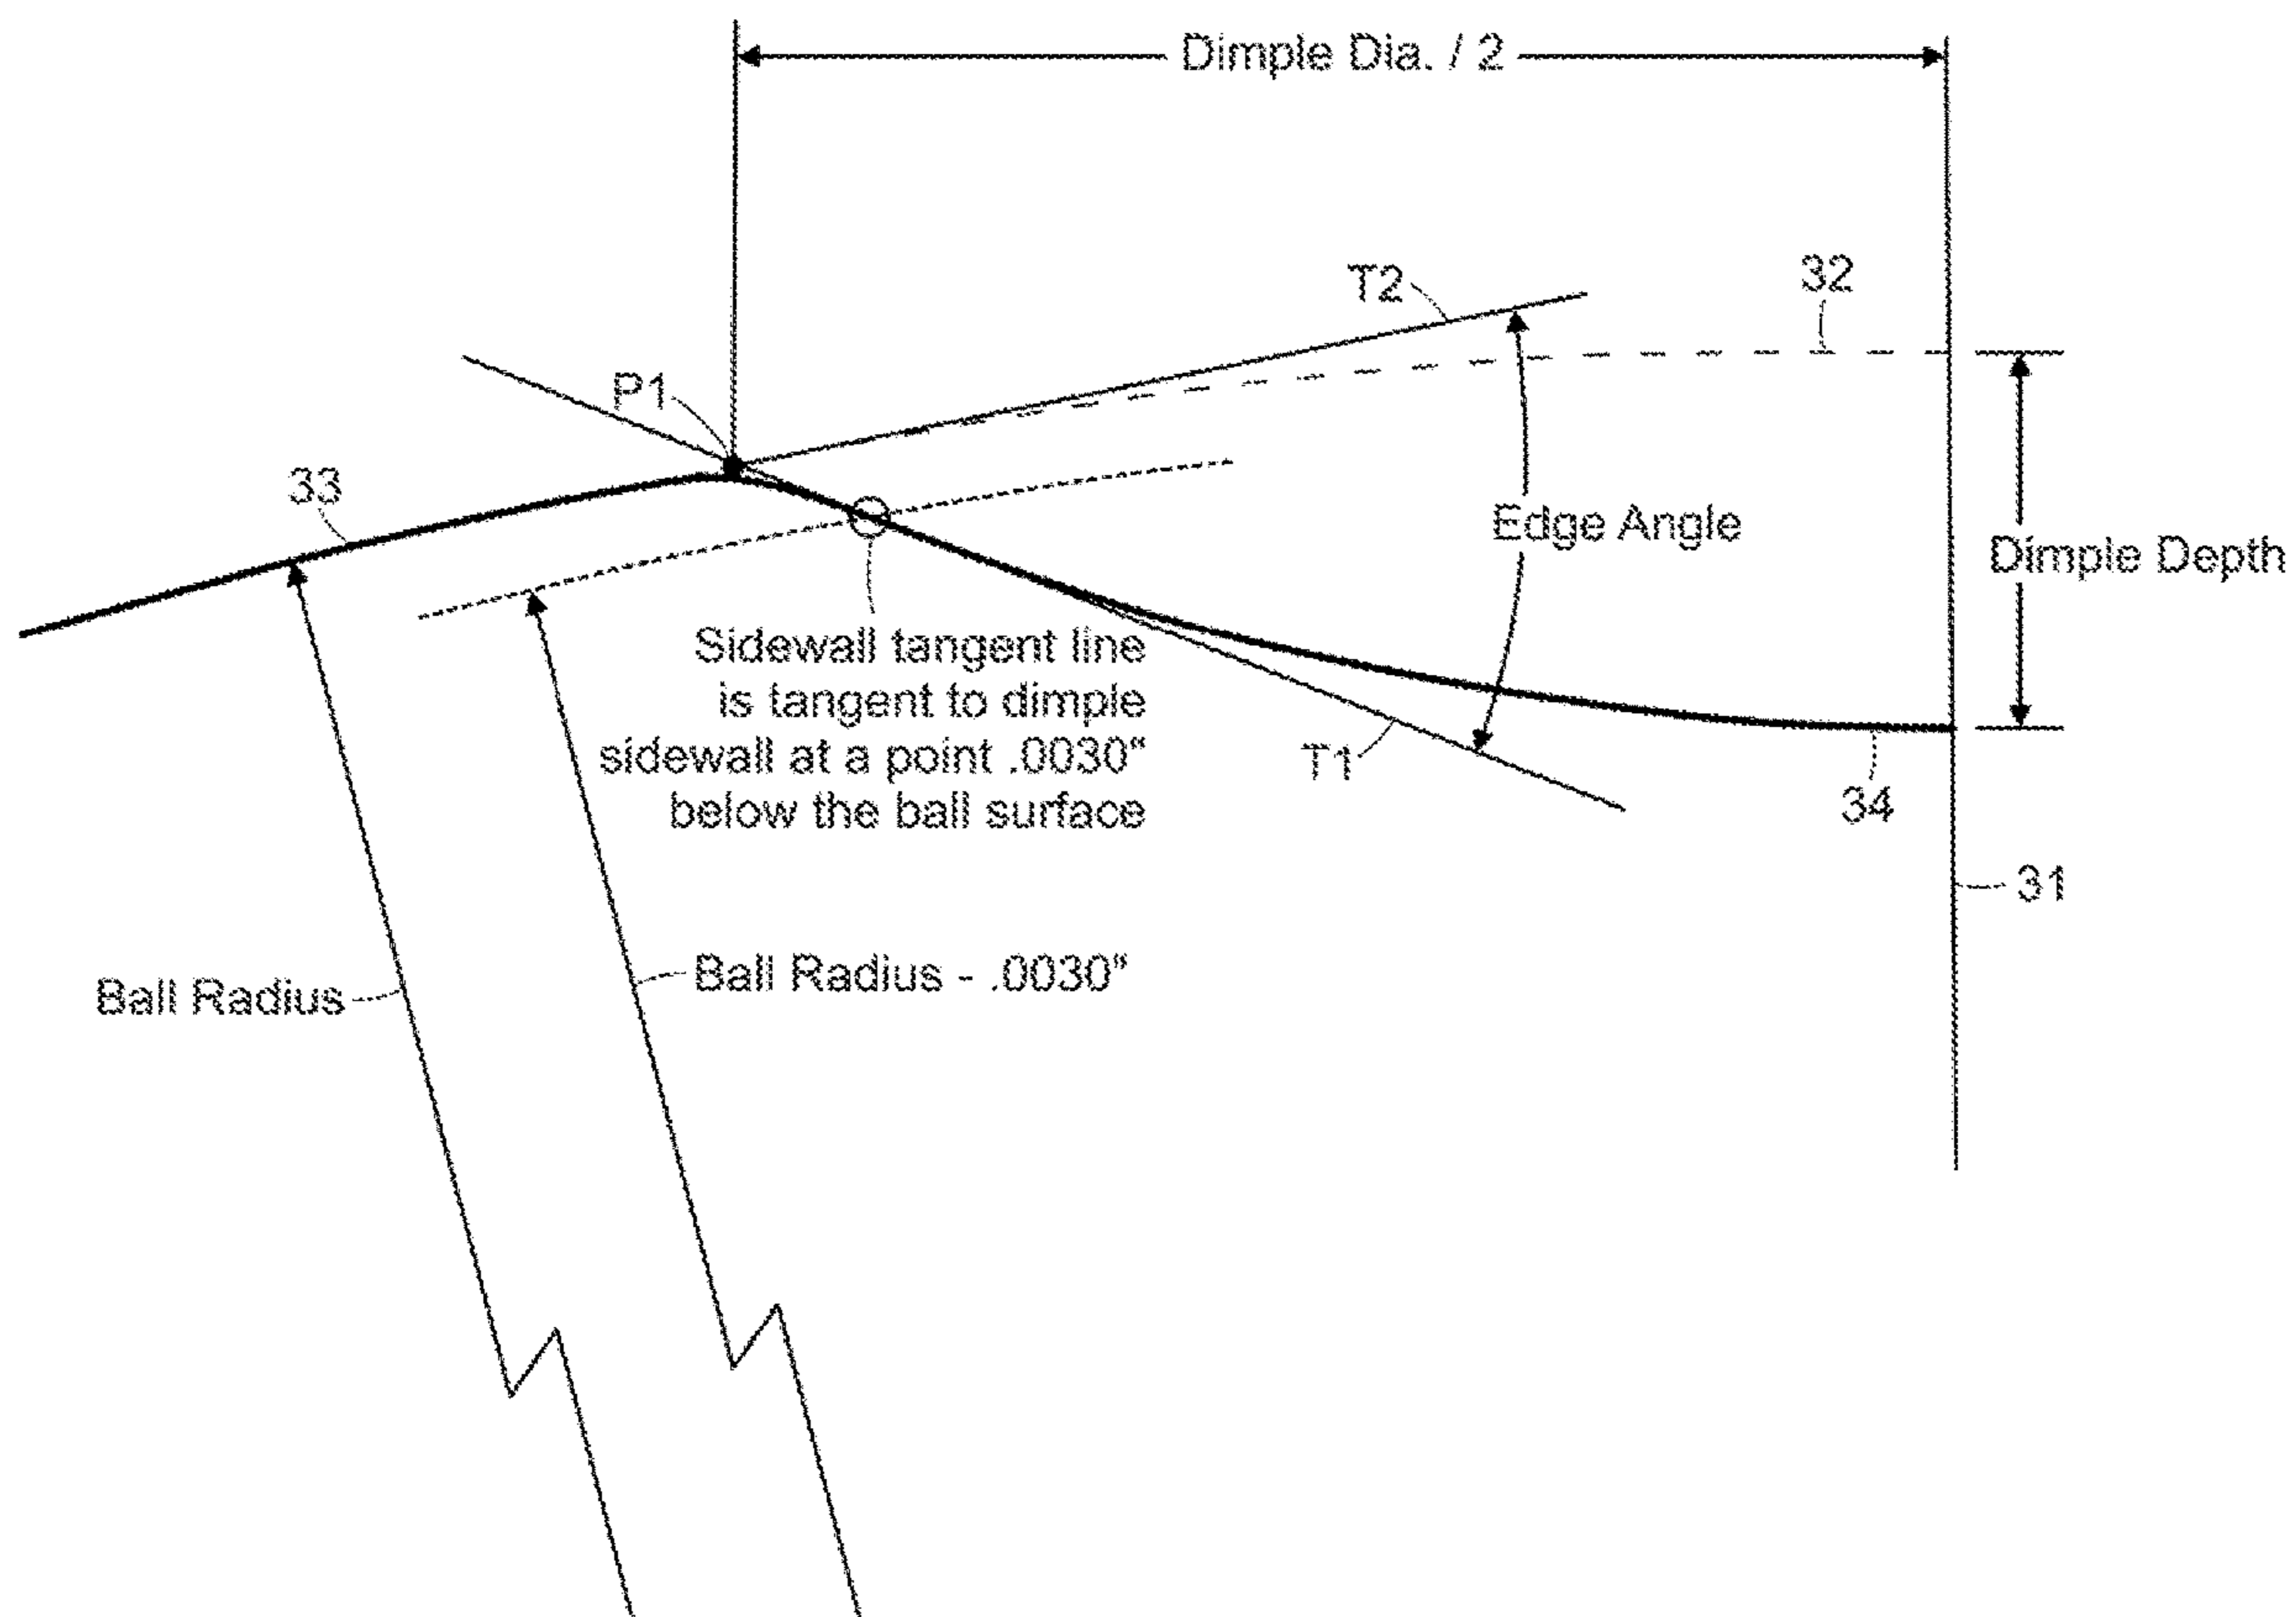 Dimple Dia. / 2
T2
32
P1
33
Edge Angle
Dimple Depth
Sidewall tangent line
is tangent to dimple
sidewall at a point .0030"
below the ball surface
T1
34
31
Ball Radius - .0030"
Ball Radius